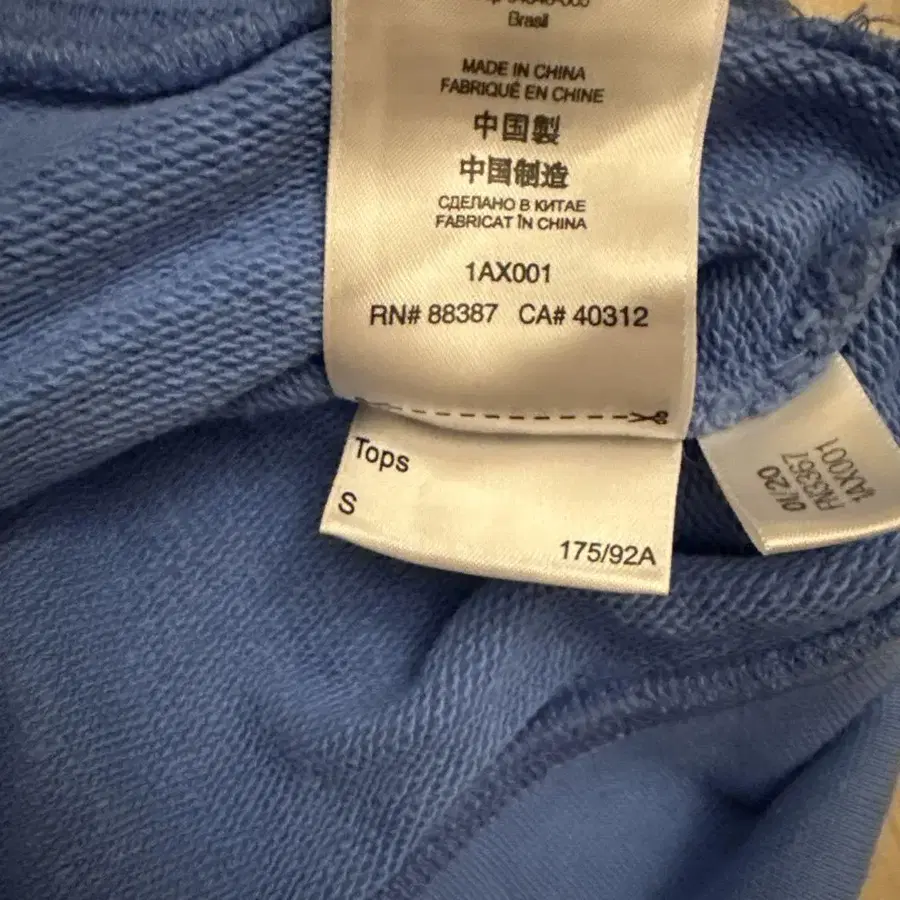 Brasil
MADE IN CHINA
FABRIQUÉ EN CHINE
中国製
中国制造
СДЕЛАНО В КИТАЕ
FABRICAT ÎN CHINA
1AX001
RN# 88387 CA# 40312
Tops
S
175/92A
01/20
FN3367
1AX001